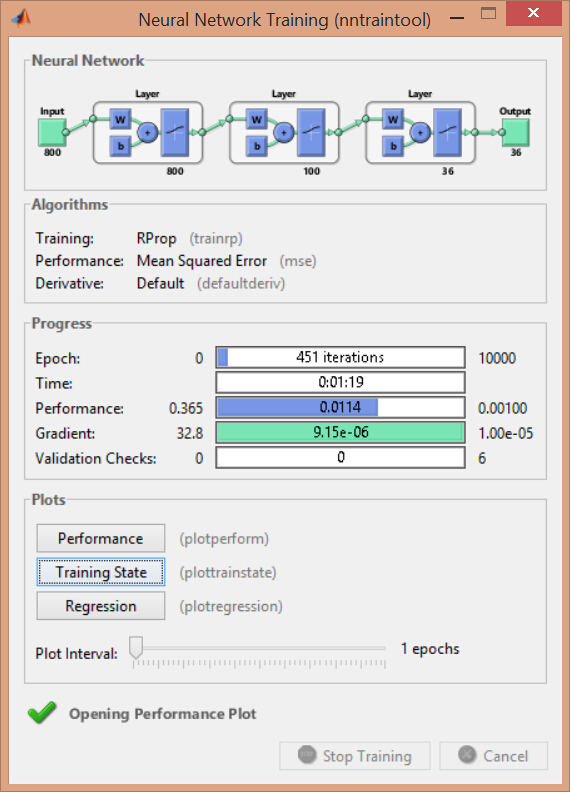 Neural Network Training (nntraintool)
Neural Network
Layer Layer Layer
Input Output
W W W
b b b
800 36
800 100 36
Algorithms
Training: RProp (trainrp)
Performance: Mean Squared Error (mse)
Derivative: Default (defaultderiv)
Progress
Epoch: 0 451 iterations 10000
Time: 0:01:19
Performance: 0.365 0.0114 0.00100
Gradient: 32.8 9.15e-06 1.00e-05
Validation Checks: 0 0 6
Plots
Performance (plotperform)
Training State (plottrainstate)
Regression (plotregression)
Plot Interval: 1 epochs
Opening Performance Plot
Stop Training Cancel